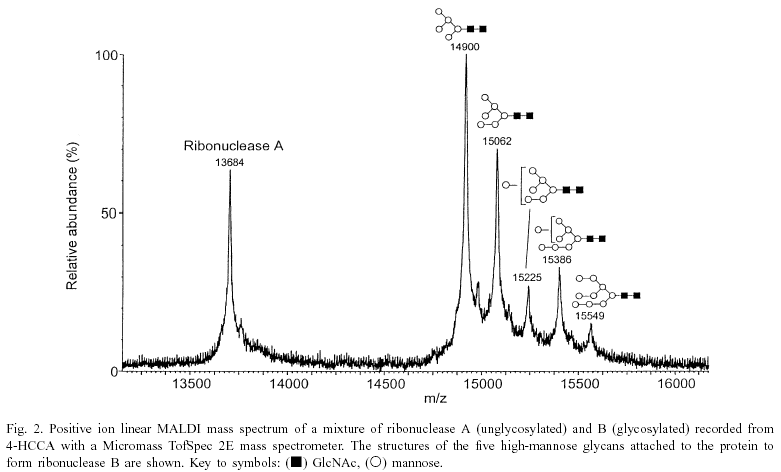 14900
100
15062
Ribonuclease A
13684
Relative abundance (%)
50
15386
15225
15549
0
13500
14000
14500
15000
15500
16000
m/z
Fig. 2. Positive ion linear MALDI mass spectrum of a mixture of ribonuclease A (unglycosylated) and B (glycosylated) recorded from
4-HCCA with a Micromass TofSpec 2E mass spectrometer. The structures of the five high-mannose glycans attached to the protein to
form ribonuclease B are shown. Key to symbols: (■) GlcNAc, (○) mannose.